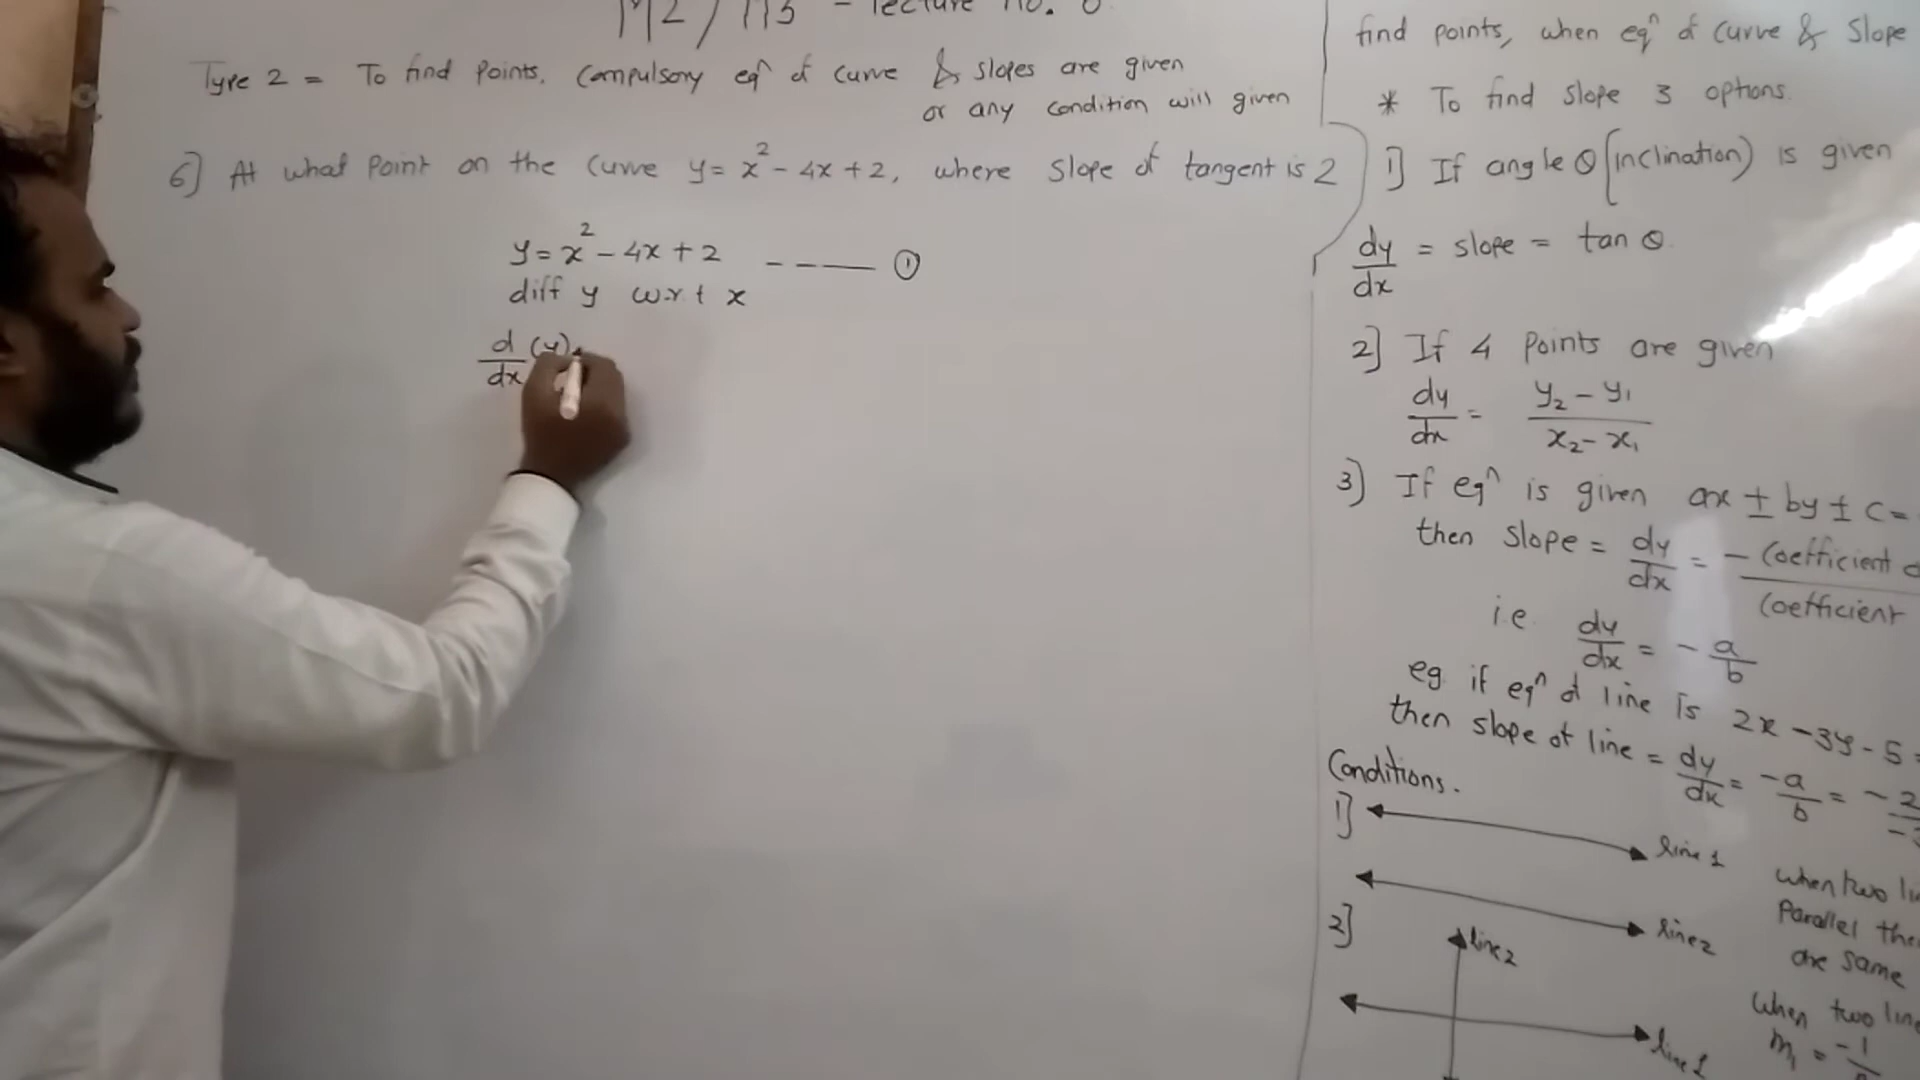 M2 / M3 - lecture no.
Type 2 = To find Points, Compulsory eqⁿ of curve & slopes are given
or any condition will given
6] At what Point on the Curve y = x² - 4x + 2, where slope of tangent is 2
y = x² - 4x + 2 ---- ①
diff y w.r.t x
d/dx (y)
find points, when eqⁿ of curve & Slope
* To find slope 3 options.
1] If angle θ (inclination) is given
dy/dx = slope = tan θ
2] If 4 Points are given
dy/dx = y₂ - y₁ / x₂ - x₁
3) If eqⁿ is given ax ± by ± c =
then slope = dy/dx = - Coefficient / Coefficient
i.e dy/dx = - a/b
eg. if eqⁿ of line is 2x - 3y - 5 =
then slope of line = dy/dx = -a/b = - 2/-3
Conditions.
1] line 1
line 2
when two
Parallel
are same
2] line 2
line 1
When two
m₁ = -1